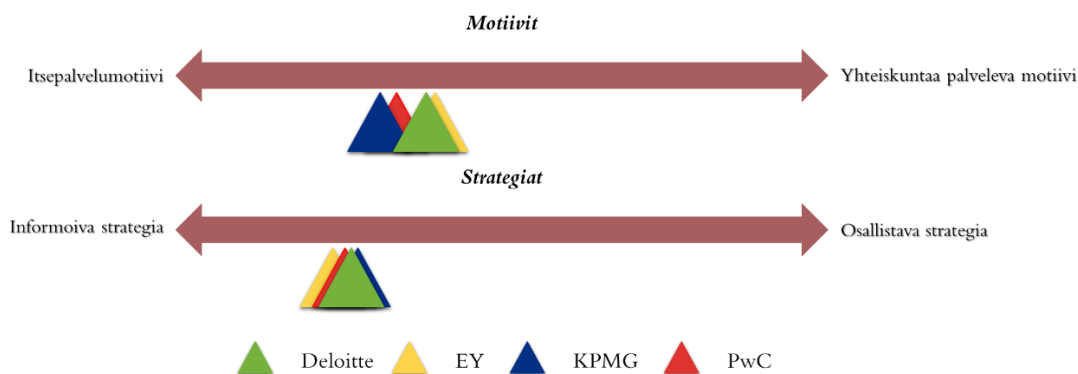 Motiivit
Itsepalvelumotiivi
Yhteiskuntaa palveleva motiivi
Strategiat
Informoiva strategia
Osallistava strategia
Deloitte EY KPMG PwC